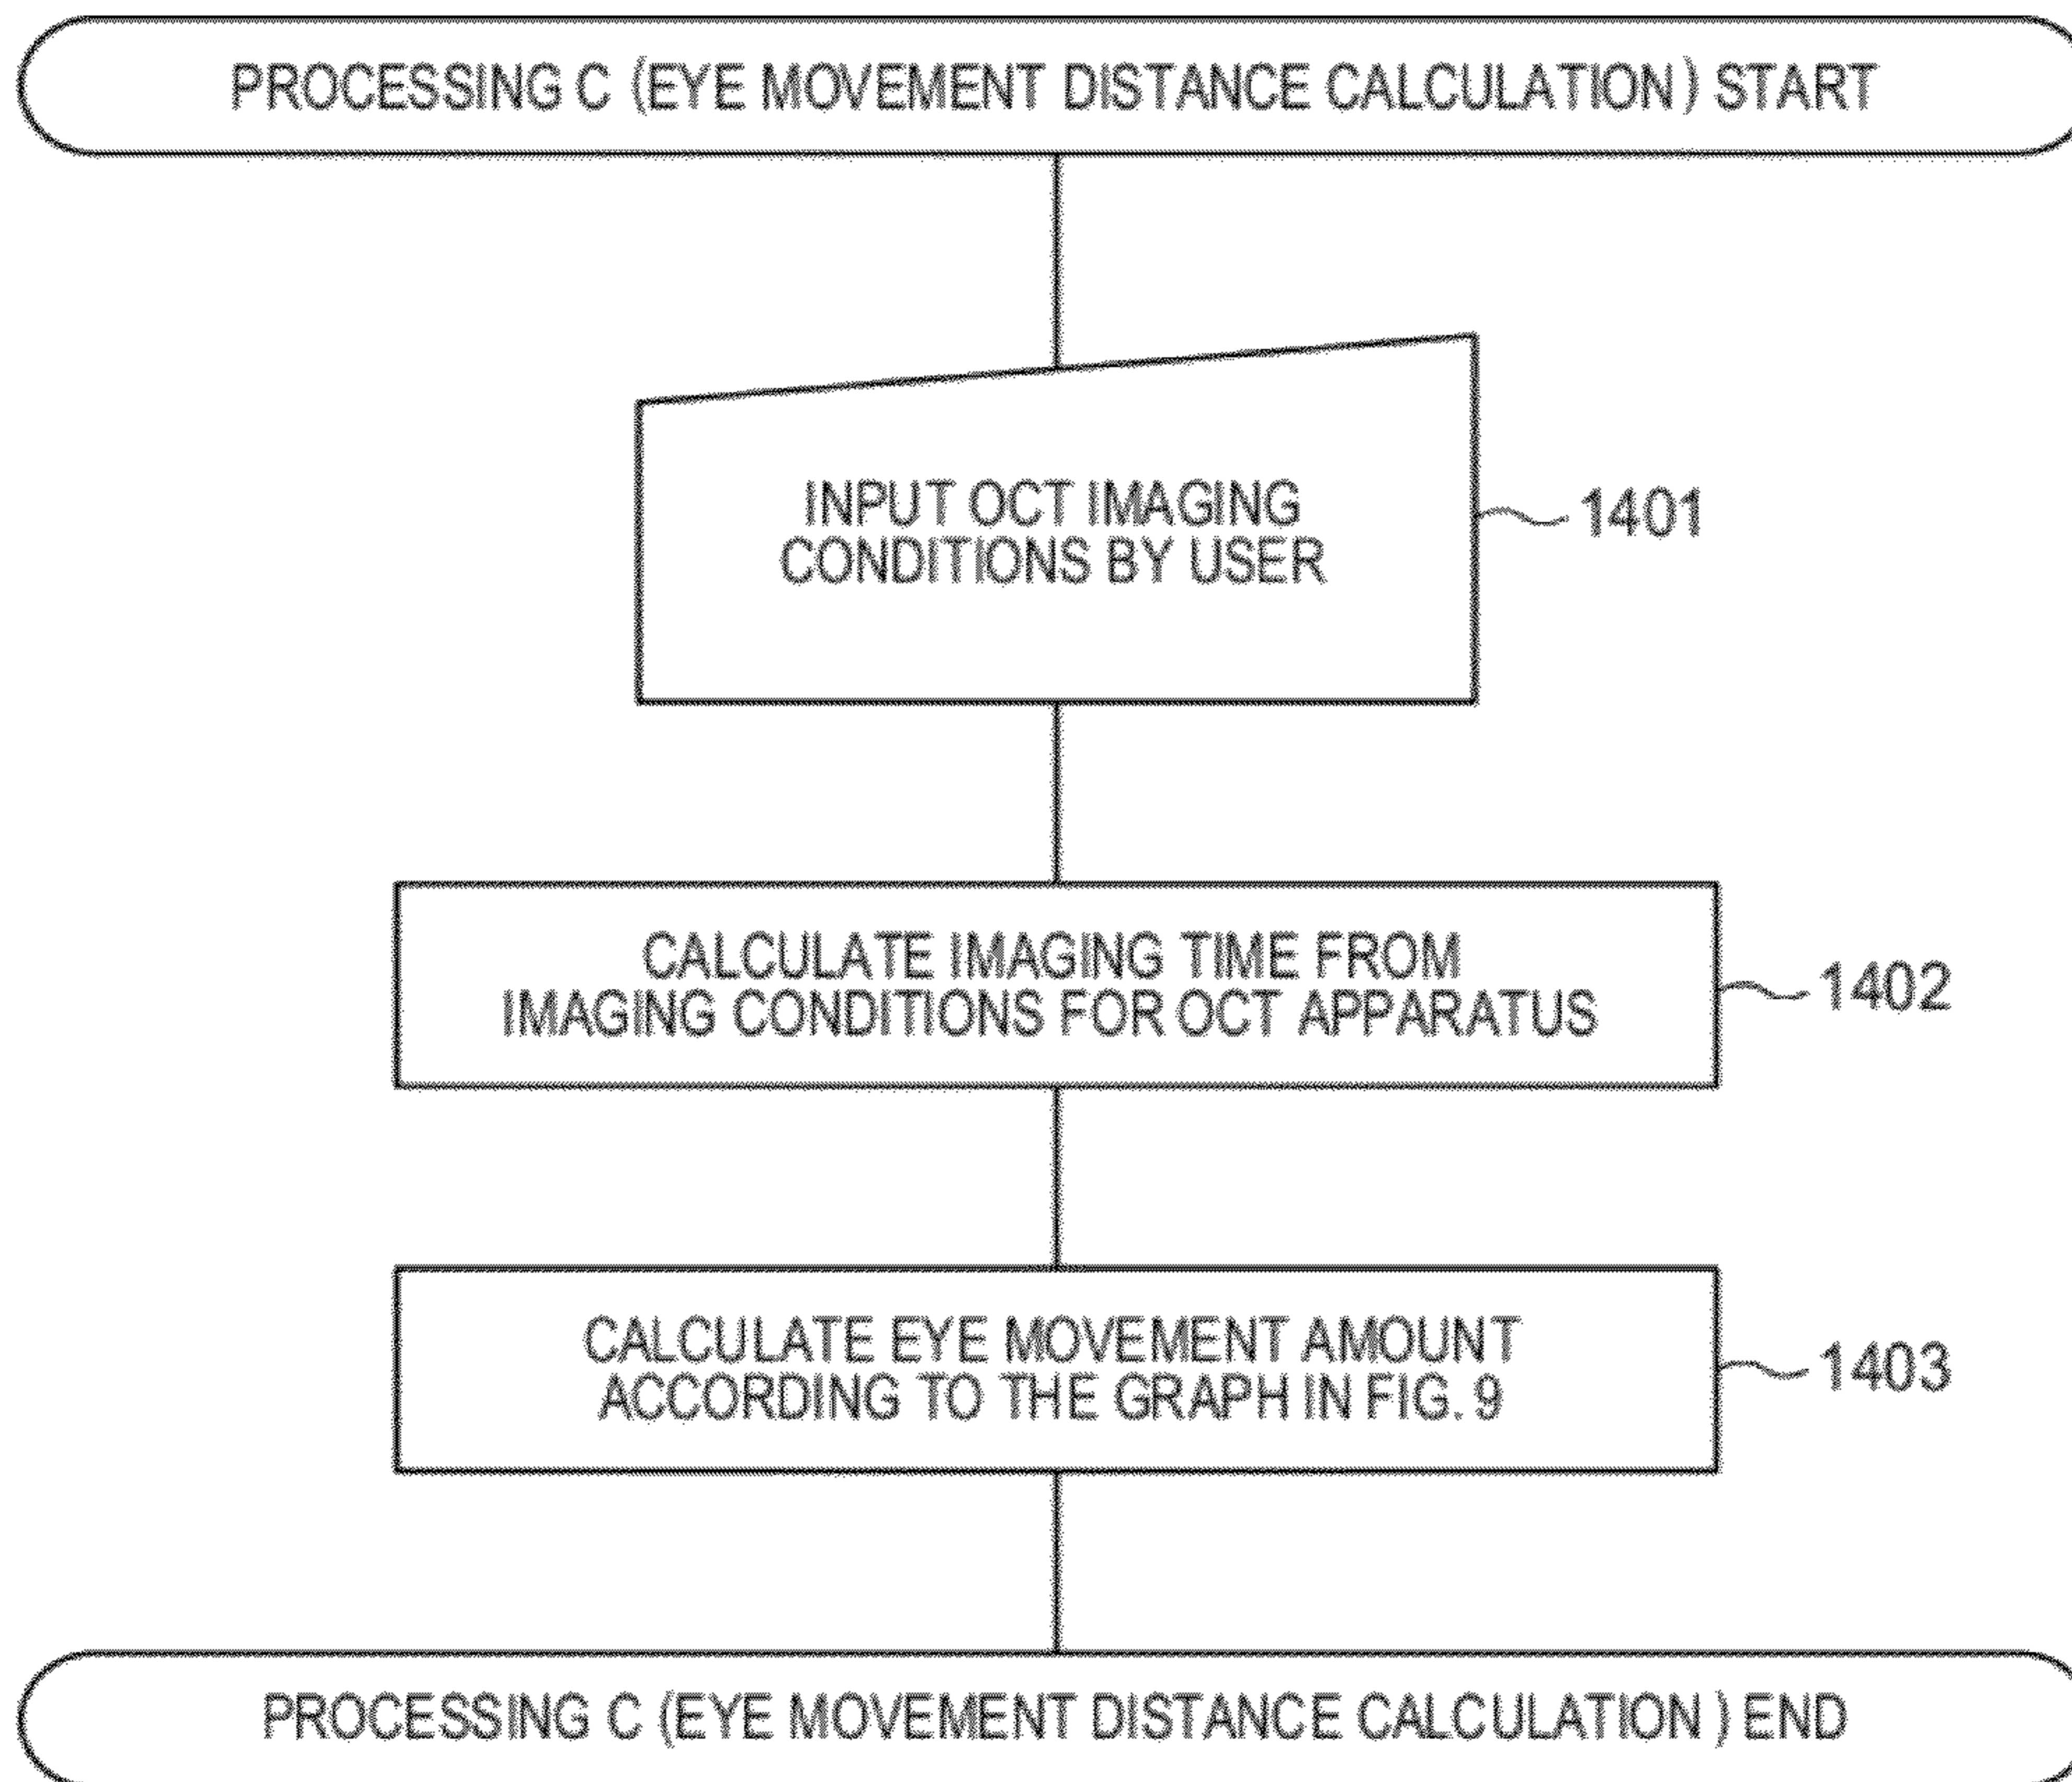 PROCESSING C (EYE MOVEMENT DISTANCE CALCULATION) START
INPUT OCT IMAGING
CONDITIONS BY USER
1401
CALCULATE IMAGING TIME FROM
IMAGING CONDITIONS FOR OCT APPARATUS
1402
CALCULATE EYE MOVEMENT AMOUNT
ACCORDING TO THE GRAPH IN FIG. 9
1403
PROCESSING C (EYE MOVEMENT DISTANCE CALCULATION) END